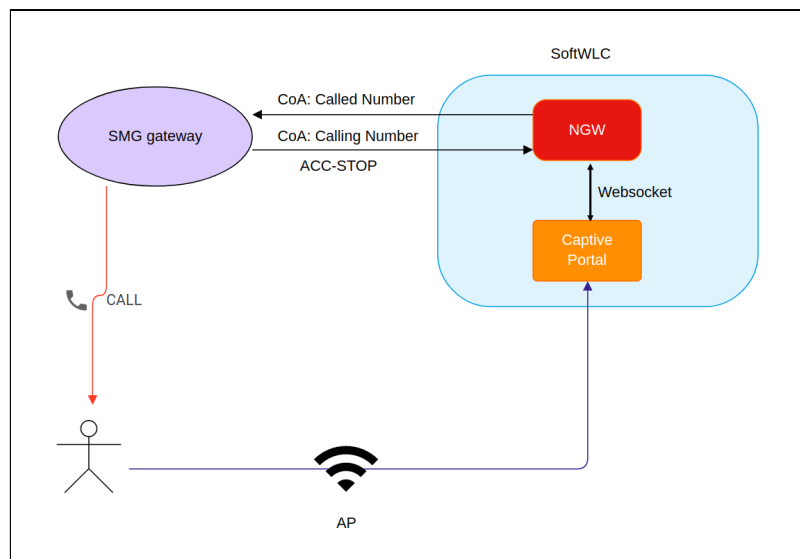 SoftWLC
CoA: Called Number
SMG gateway
CoA: Calling Number
ACC-STOP
NGW
Websocket
Captive
Portal
CALL
AP